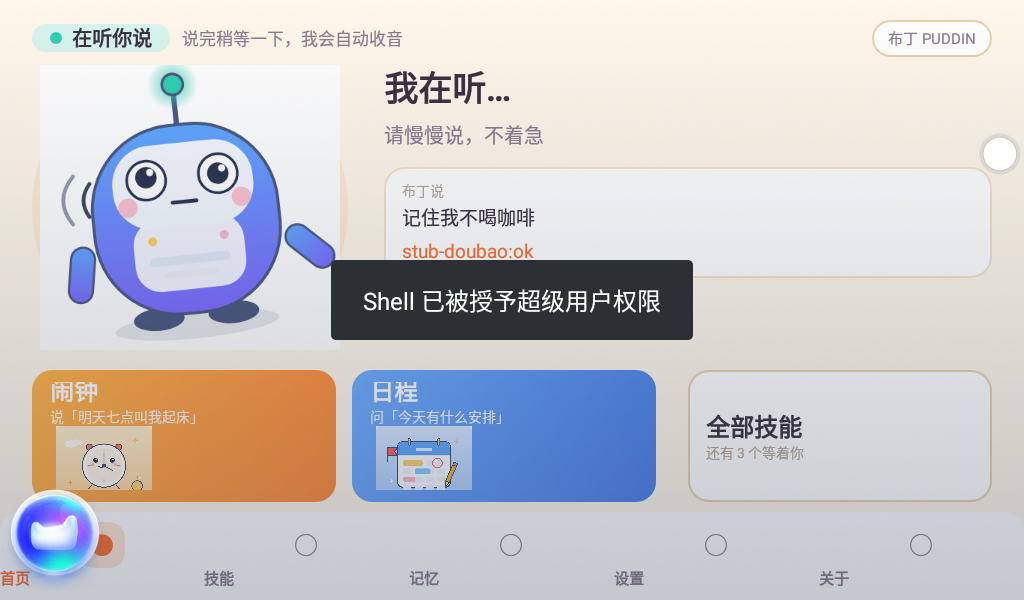 在听你说
说完稍等一下，我会自动收音
布丁 PUDDIN
我在听...
请慢慢说，不着急
布丁说
记住我不喝咖啡
stub-doubao:ok
Shell 已被授予超级用户权限
闹钟
说「明天七点叫我起床」
日程
问「今天有什么安排」
全部技能
还有 3 个等着你
首页
技能
记忆
设置
关于